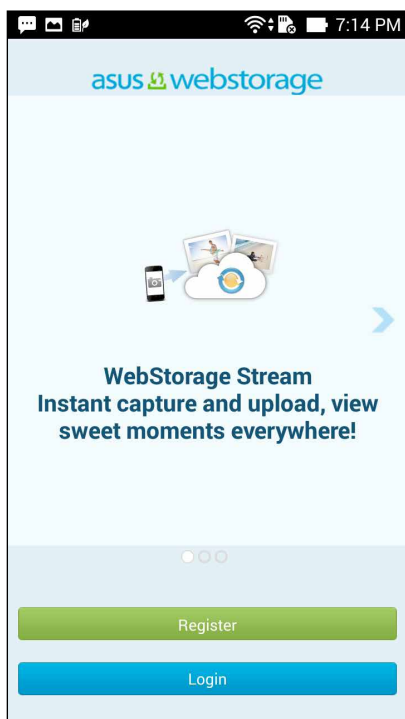 7:14 PM
asus webstorage
WebStorage Stream
Instant capture and upload, view
sweet moments everywhere!
Register
Login